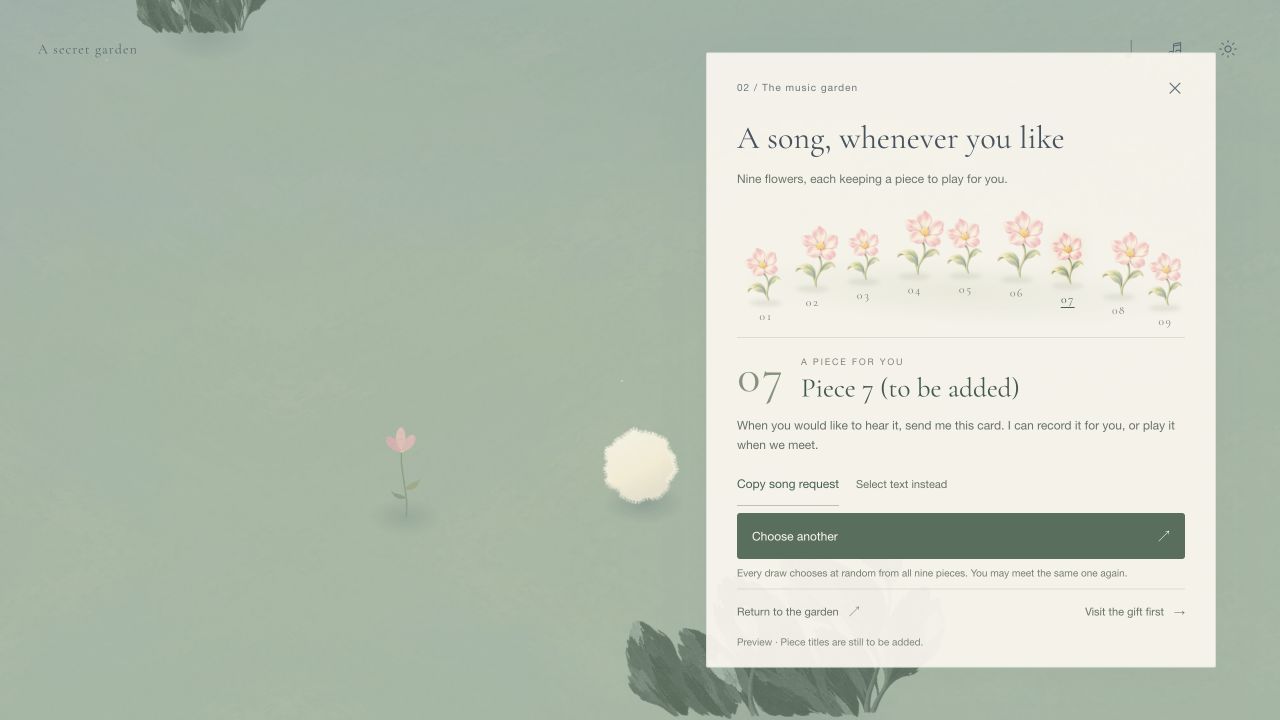 A secret garden
02 / The music garden
A song, whenever you like
Nine flowers, each keeping a piece to play for you.
01
02
03
04
05
06
07
08
09
07
A PIECE FOR YOU
Piece 7 (to be added)
When you would like to hear it, send me this card. I can record it for you, or play it
when we meet.
Copy song request
Select text instead
Choose another
Every draw chooses at random from all nine pieces. You may meet the same one again.
Return to the garden
Visit the gift first
Preview · Piece titles are still to be added.